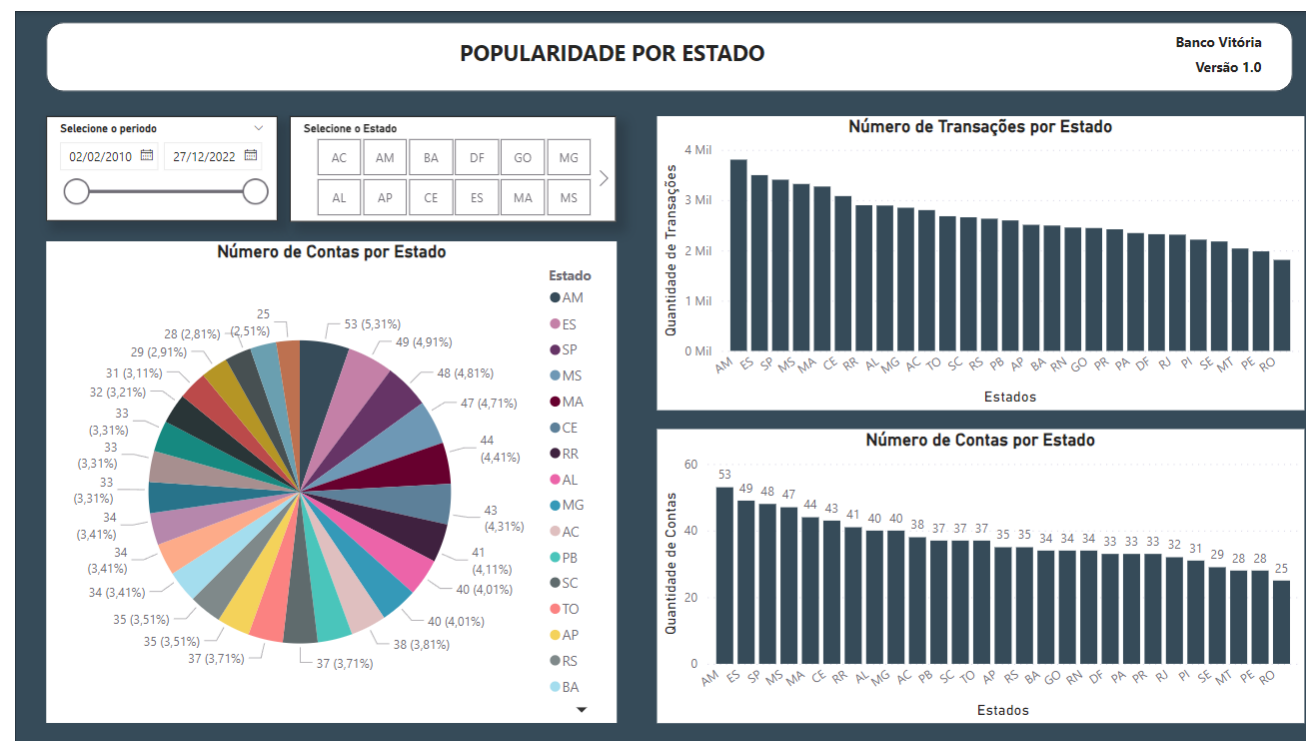 POPULARIDADE POR ESTADO
Banco Vitória
Versão 1.0
Selecione o periodo
02/02/2010 27/12/2022
Selecione o Estado
AC AM BA DF GO MG
AL AP CE ES MA MS
Número de Contas por Estado
53 (5,31%)
49 (4,91%)
48 (4,81%)
47 (4,71%)
44
(4,41%)
43
(4,31%)
41
(4,11%)
40 (4,01%)
40 (4,01%)
38 (3,81%)
37 (3,71%)
37 (3,71%)
35 (3,51%)
35 (3,51%)
34 (3,41%)
34
(3,41%)
34
(3,41%)
33
(3,31%)
33
(3,31%)
33
(3,31%)
32 (3,21%)
31 (3,11%)
29 (2,91%)
28 (2,81%)
25
(2,51%)
Estado
AM
ES
SP
MS
MA
CE
RR
AL
MG
AC
PB
SC
TO
AP
RS
BA
Número de Transações por Estado
Quantidade de Transações
4 Mil
3 Mil
2 Mil
1 Mil
0 Mil
AM ES SP MS MA CE RR AL MG AC TO SC RS PB AP BA RN GO PR PA DF RJ PI SE MT PE RO
Estados
Número de Contas por Estado
Quantidade de Contas
60
40
20
0
53 49 48 47 44 43 41 40 40 38 37 37 37 35 35 34 34 34 33 33 33 32 31 29 28 28 25
AM ES SP MS MA CE RR AL MG AC PB SC TO AP RS BA GO RN DF PA PR RJ PI SE MT PE RO
Estados